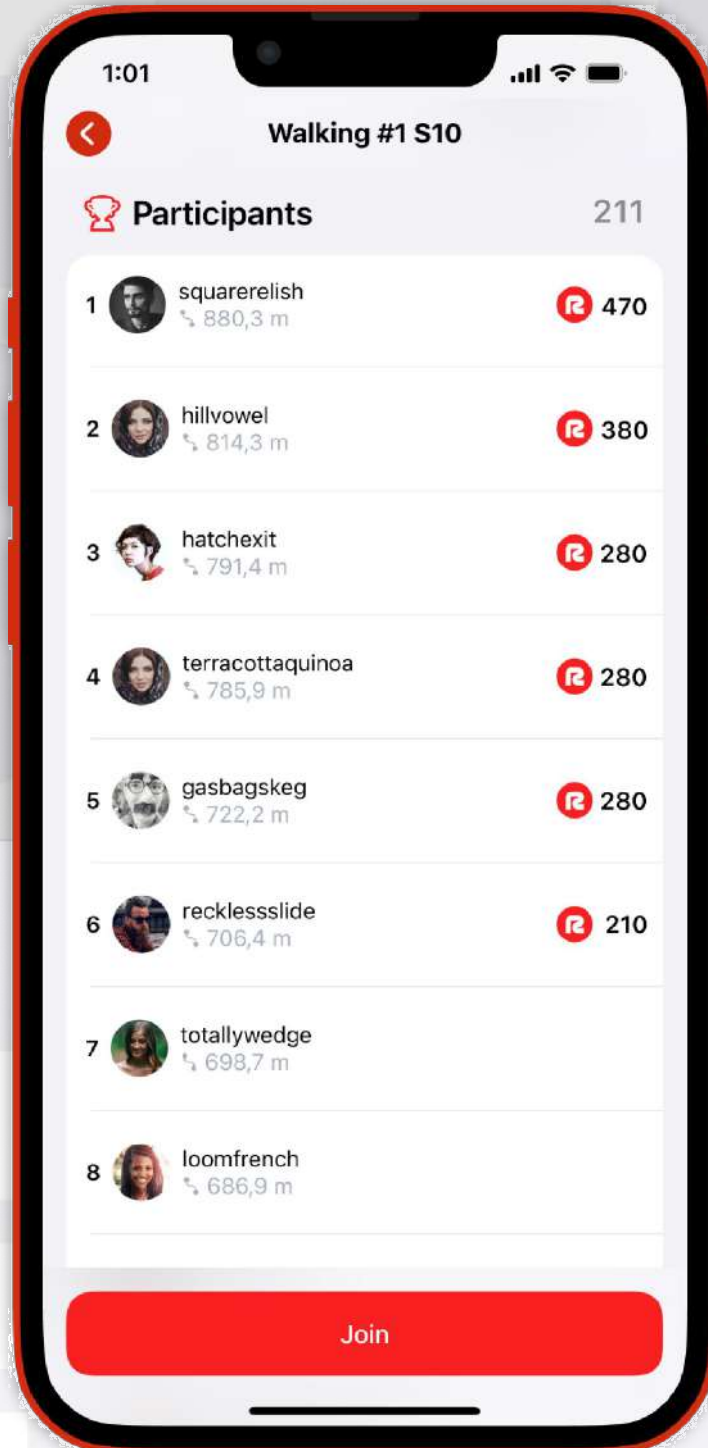 1:01
Walking #1 S10
Participants 211
1 squarerelish R 470
880,3 m
2 hillvowel R 380
814,3 m
3 hatchexit R 280
791,4 m
4 terracottaquinoa R 280
785,9 m
5 gasbagskeg R 280
722,2 m
6 recklessslide R 210
706,4 m
7 totallywedge
698,7 m
8 loomfrench
686,9 m
Join